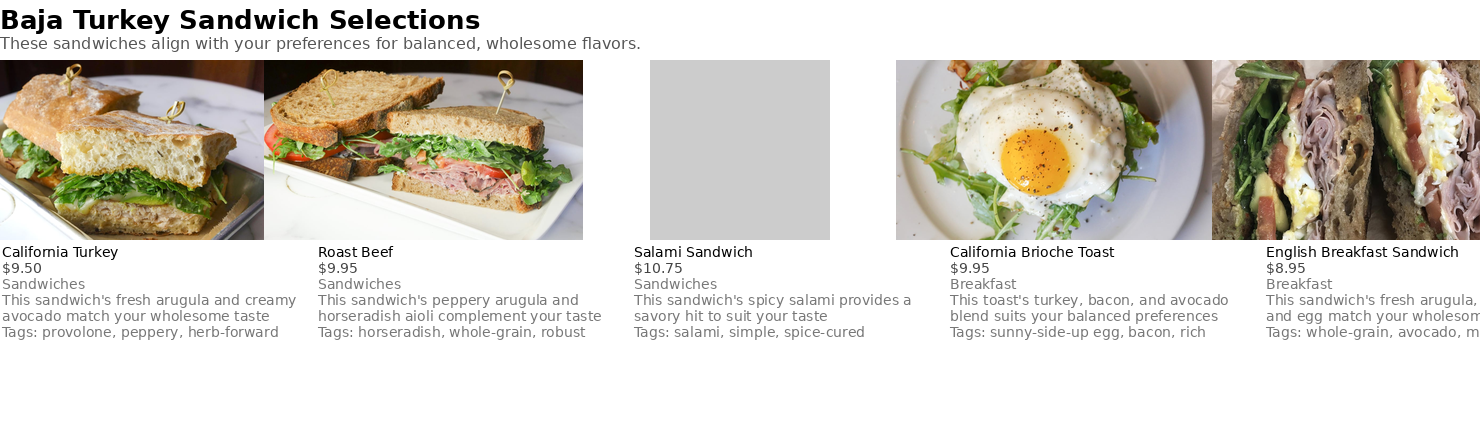 Baja Turkey Sandwich Selections
These sandwiches align with your preferences for balanced, wholesome flavors.
California Turkey
$9.50
Sandwiches
This sandwich's fresh arugula and creamy
avocado match your wholesome taste
Tags: provolone, peppery, herb-forward
Roast Beef
$9.95
Sandwiches
This sandwich's peppery arugula and
horseradish aioli complement your taste
Tags: horseradish, whole-grain, robust
Salami Sandwich
$10.75
Sandwiches
This sandwich's spicy salami provides a
savory hit to suit your taste
Tags: salami, simple, spice-cured
California Brioche Toast
$9.95
Breakfast
This toast's turkey, bacon, and avocado
blend suits your balanced preferences
Tags: sunny-side-up egg, bacon, rich
English Breakfast Sandwich
$8.95
Breakfast
This sandwich's fresh arugula,
and egg match your
Tags: whole-grain, avocado,